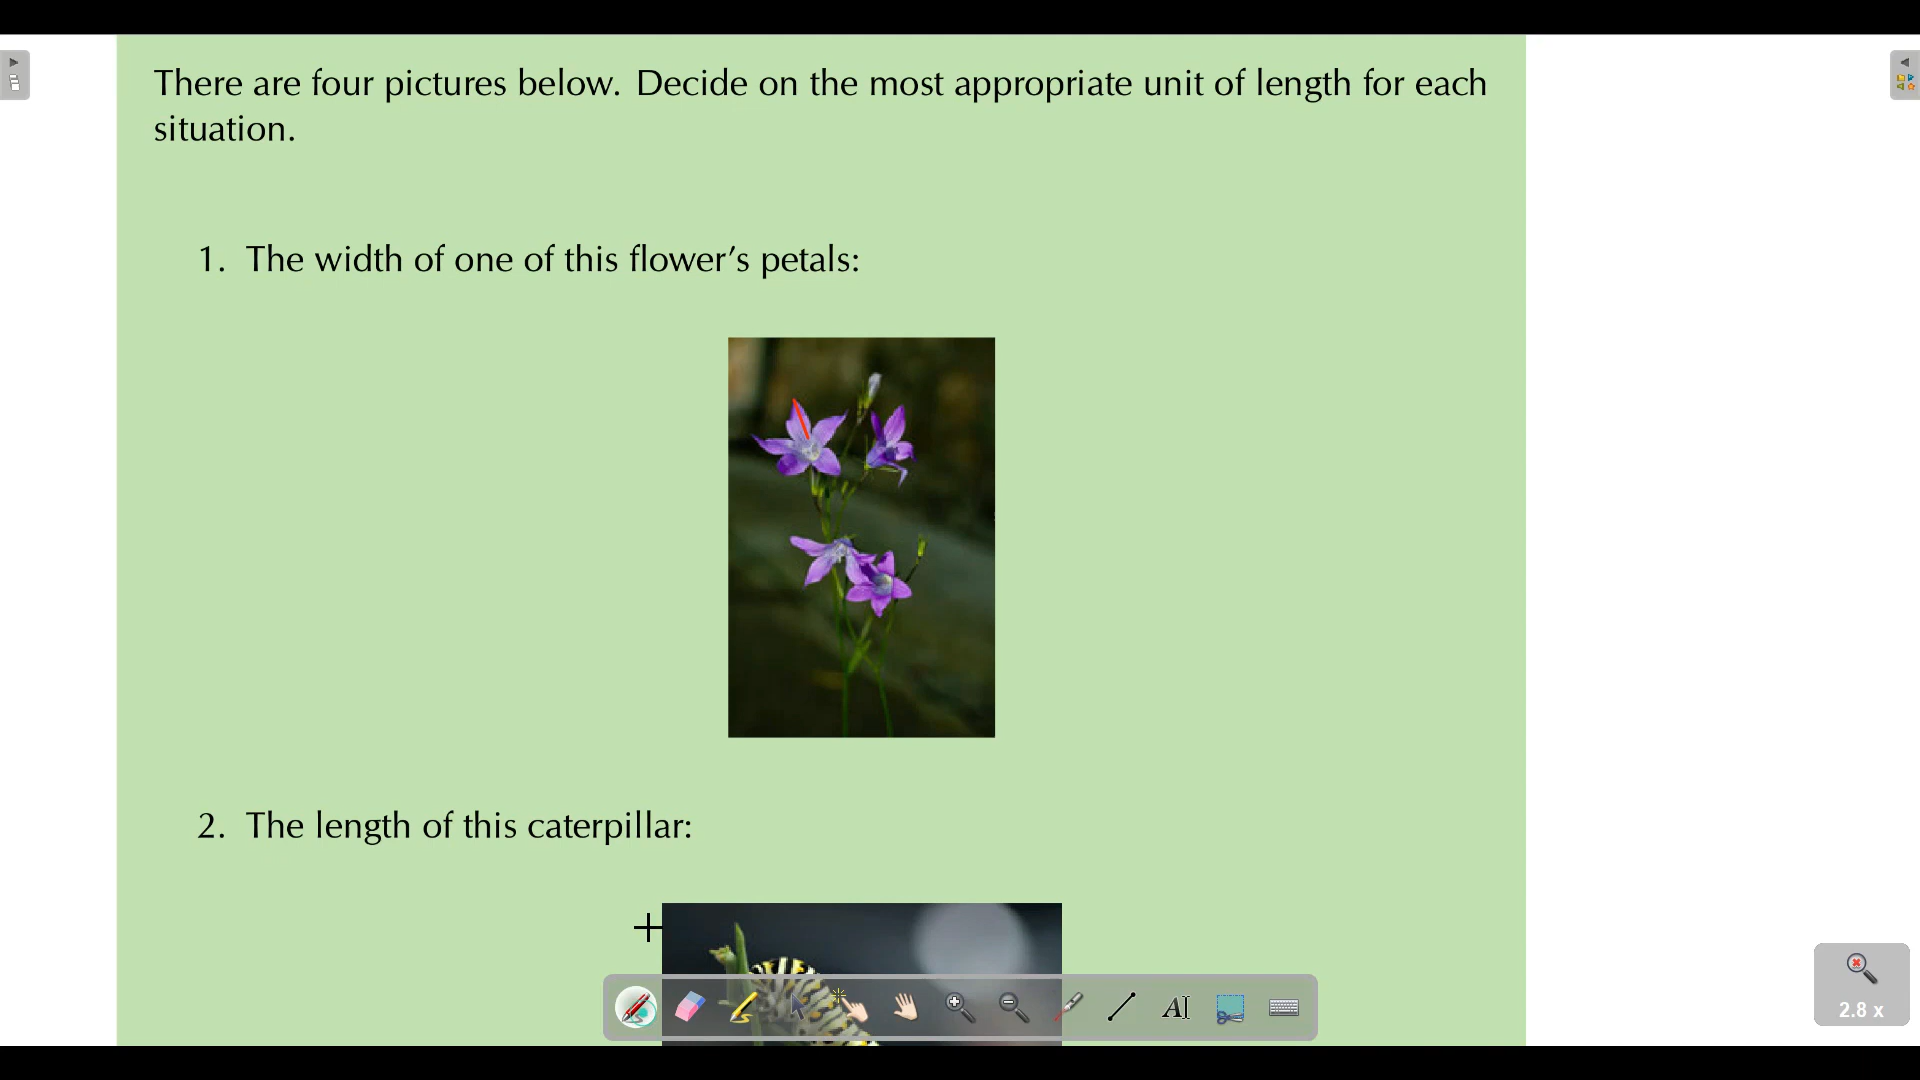 There are four pictures below. Decide on the most appropriate unit of length for each
situation.
1. The width of one of this flower’s petals:
2. The length of this caterpillar:
A
2.8 x